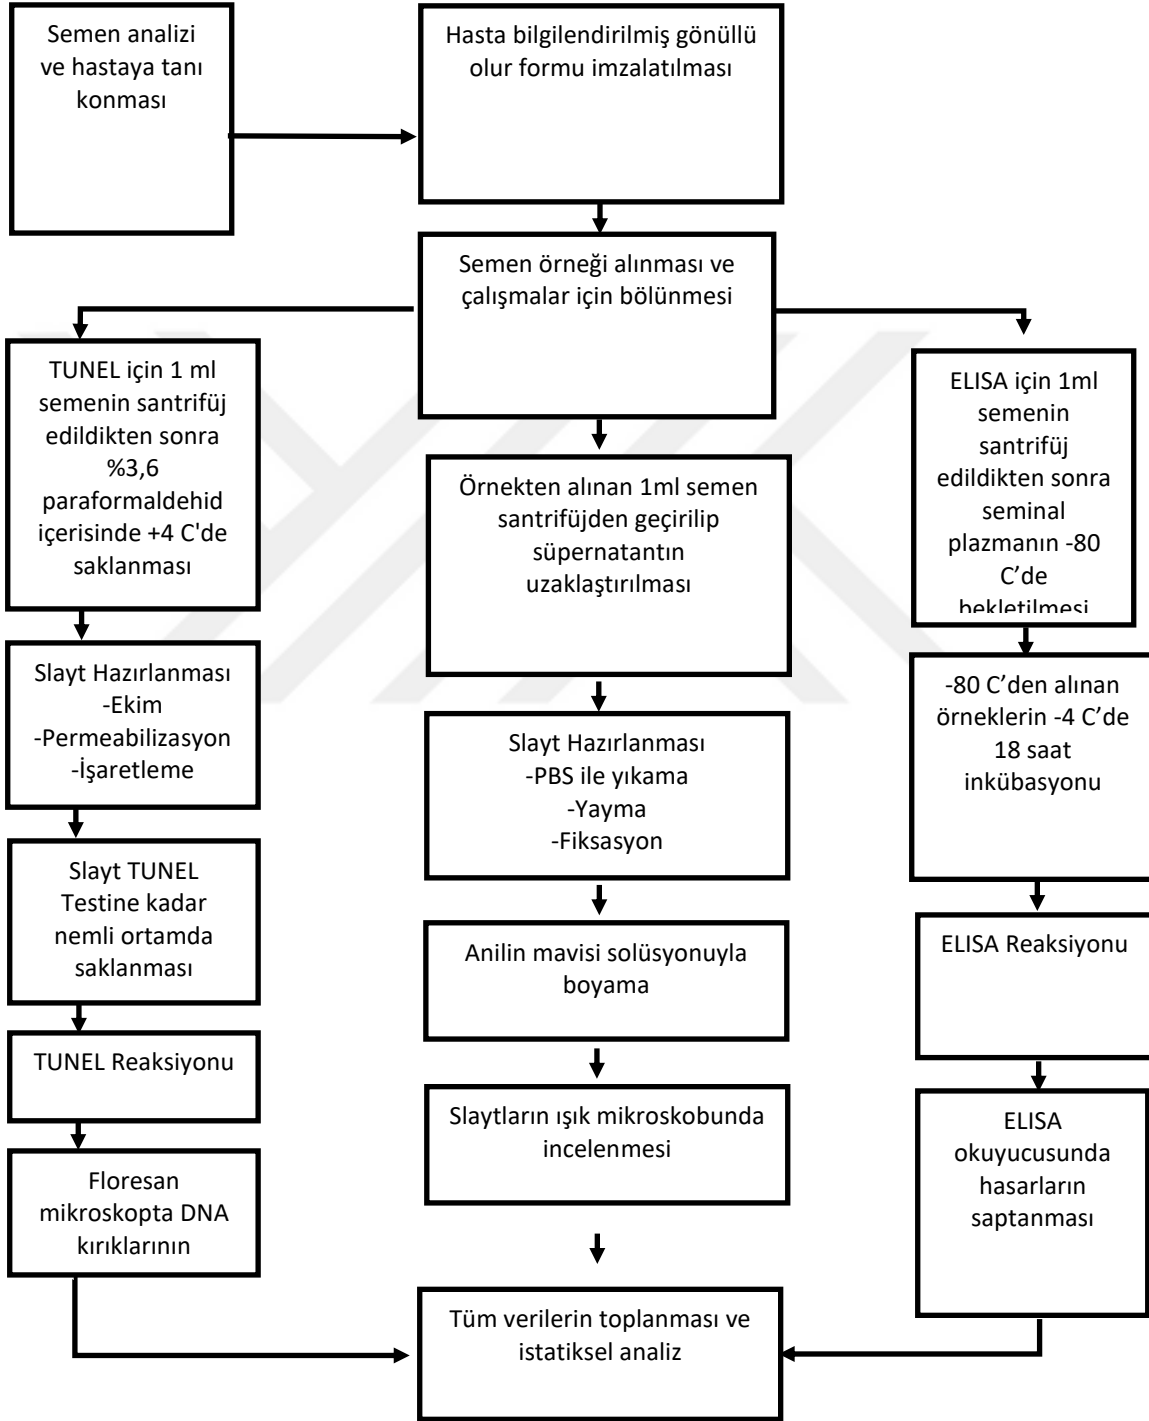 Semen analizi
ve hastaya tanı
konması
Hasta bilgilendirilmiş gönüllü
olur formu imzalatılması
Semen örneği alınması ve
çalışmalar için bölünmesi
TUNEL için 1 ml
semenin santrifüj
edildikten sonra
%3,6
paraformaldehid
içerisinde +4 C'de
saklanması
Slayt Hazırlanması
-Ekim
-Permeabilizasyon
-İşaretleme
Slayt TUNEL
Testine kadar
nemli ortamda
saklanması
TUNEL Reaksiyonu
Floresan
mikroskopta DNA
kırıklarının
Örnekten alınan 1ml semen
santrifüjden geçirilip
süpernatantın
uzaklaştırılması
Slayt Hazırlanması
-PBS ile yıkama
-Yayma
-Fiksasyon
Anilin mavisi solüsyonuyla
boyama
Slaytların ışık mikroskobunda
incelenmesi
ELISA için 1ml
semenin
santrifüj
edildikten sonra
seminal
plazmanın -80
C’de
bekletilmesi
-80 C’den alınan
örneklerin -4 C’de
18 saat
inkübasyonu
ELISA Reaksiyonu
ELISA
okuyucusunda
hasarların
saptanması
Tüm verilerin toplanması ve
istatiksel analiz